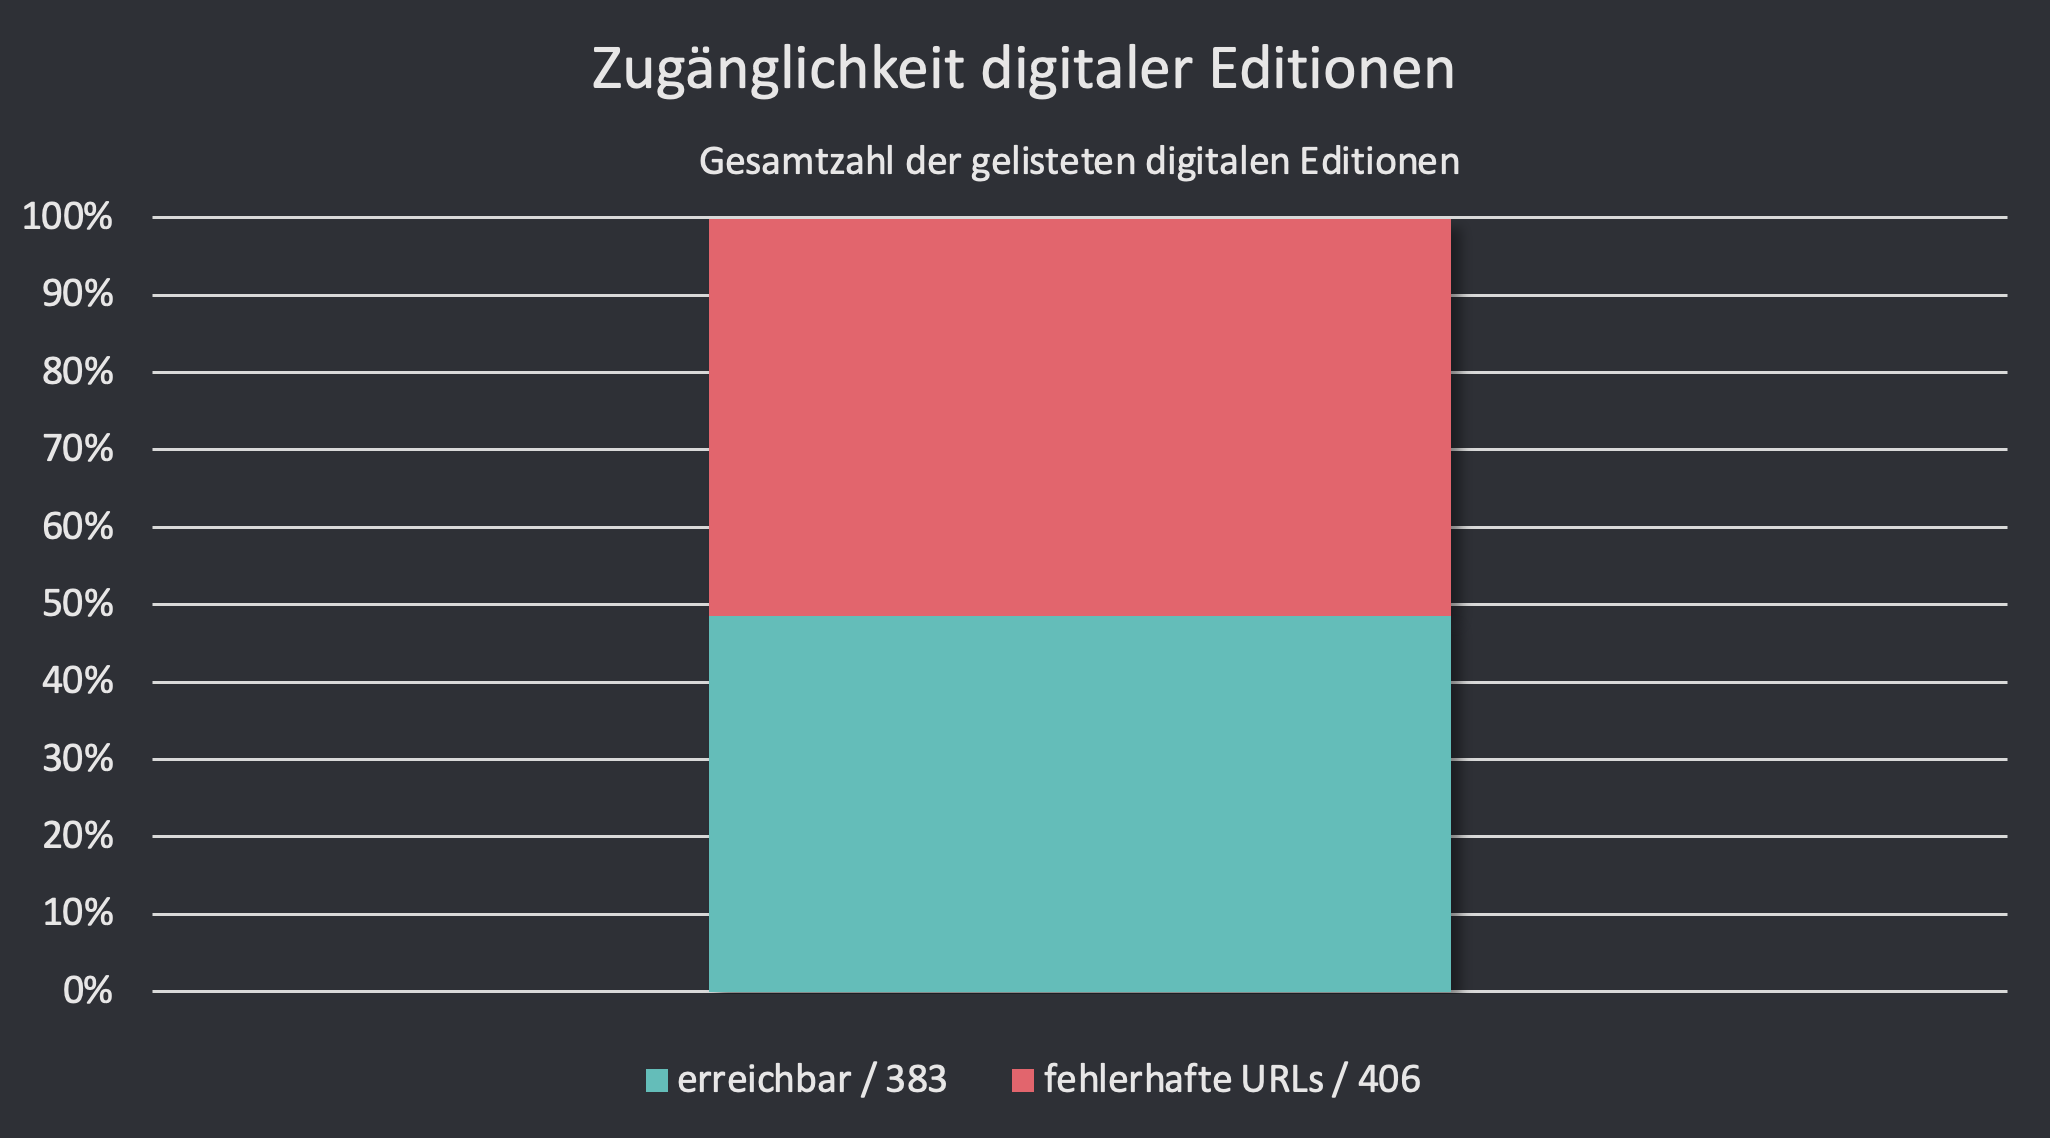 Zugänglichkeit digitaler Editionen
Gesamtzahl der gelisteten digitalen Editionen
100%
90%
80%
70%
60%
50%
40%
30%
20%
10%
0%
erreichbar / 383
fehlerhafte URLs / 406